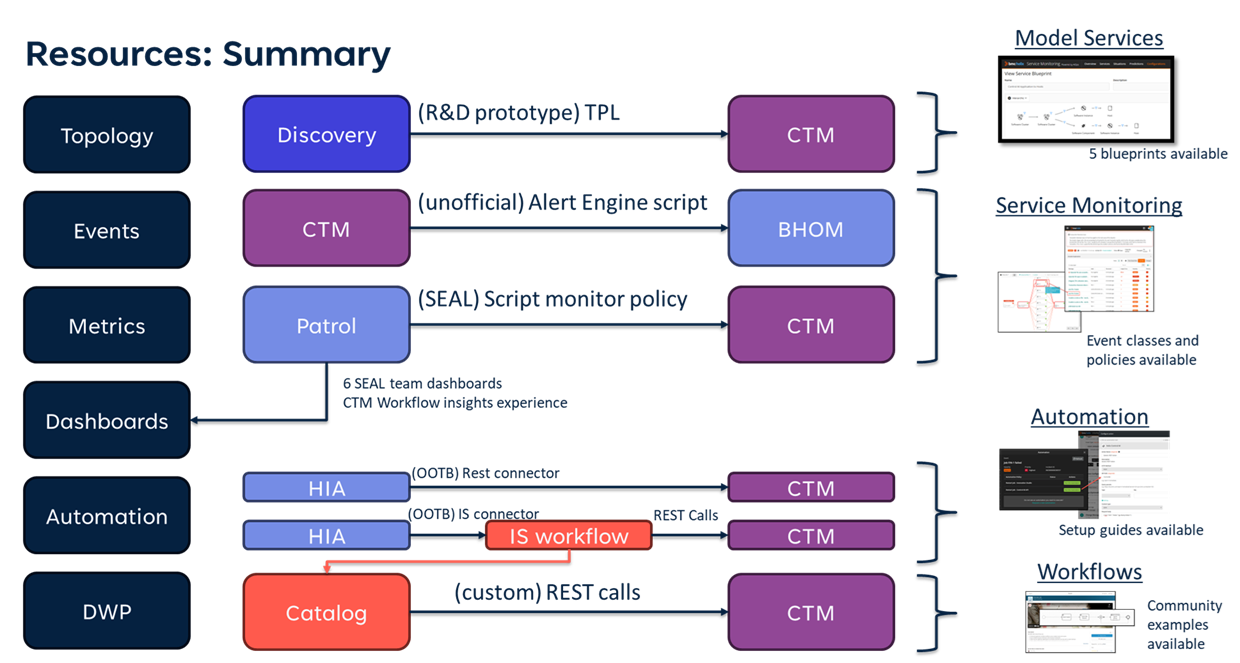 Resources: Summary
Topology
Discovery
(R&D prototype) TPL
CTM
Model Services
View Service Blueprint
5 blueprints available
Events
CTM
(unofficial) Alert Engine script
BHOM
Service Monitoring
Metrics
Patrol
(SEAL) Script monitor policy
CTM
Event classes and
policies available
Dashboards
6 SEAL team dashboards
CTM Workflow insights experience
Automation
HIA
(OOTB) Rest connector
CTM
HIA
(OOTB) IS connector
IS workflow
REST Calls
CTM
Automation
Setup guides available
DWP
Catalog
(custom) REST calls
CTM
Workflows
Community
examples
available